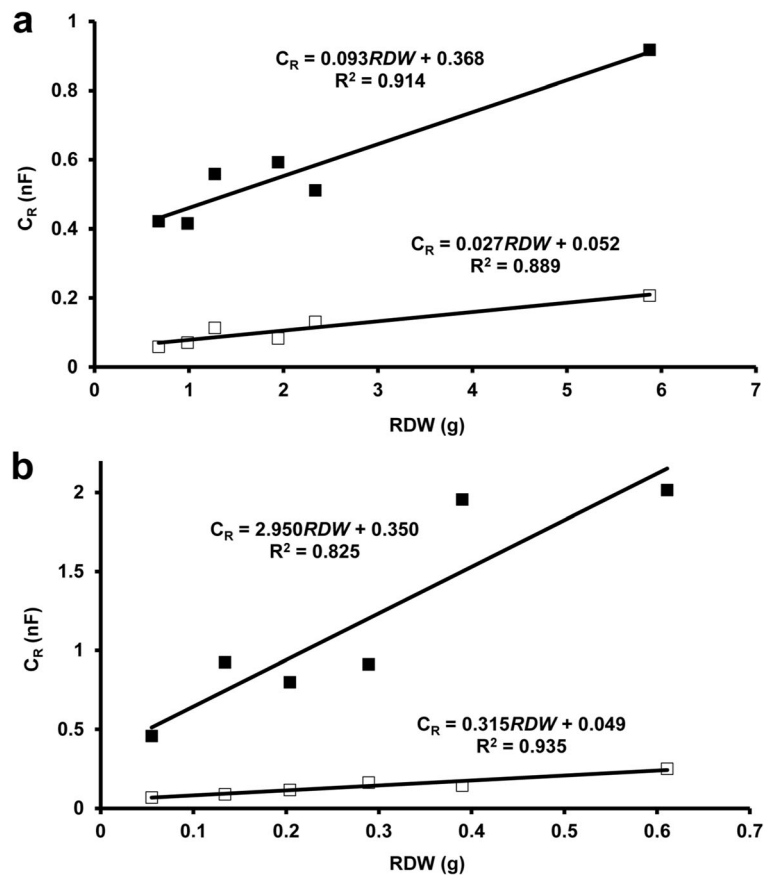 a
1
C_R = 0.093RDW + 0.368
R² = 0.914
0.8
0.6
C_R (nF)
0.4
C_R = 0.027RDW + 0.052
R² = 0.889
0.2
0
0 1 2 3 4 5 6 7
RDW (g)
b
2
C_R = 2.950RDW + 0.350
R² = 0.825
1.5
C_R (nF)
1
C_R = 0.315RDW + 0.049
R² = 0.935
0.5
0
0 0.1 0.2 0.3 0.4 0.5 0.6 0.7
RDW (g)